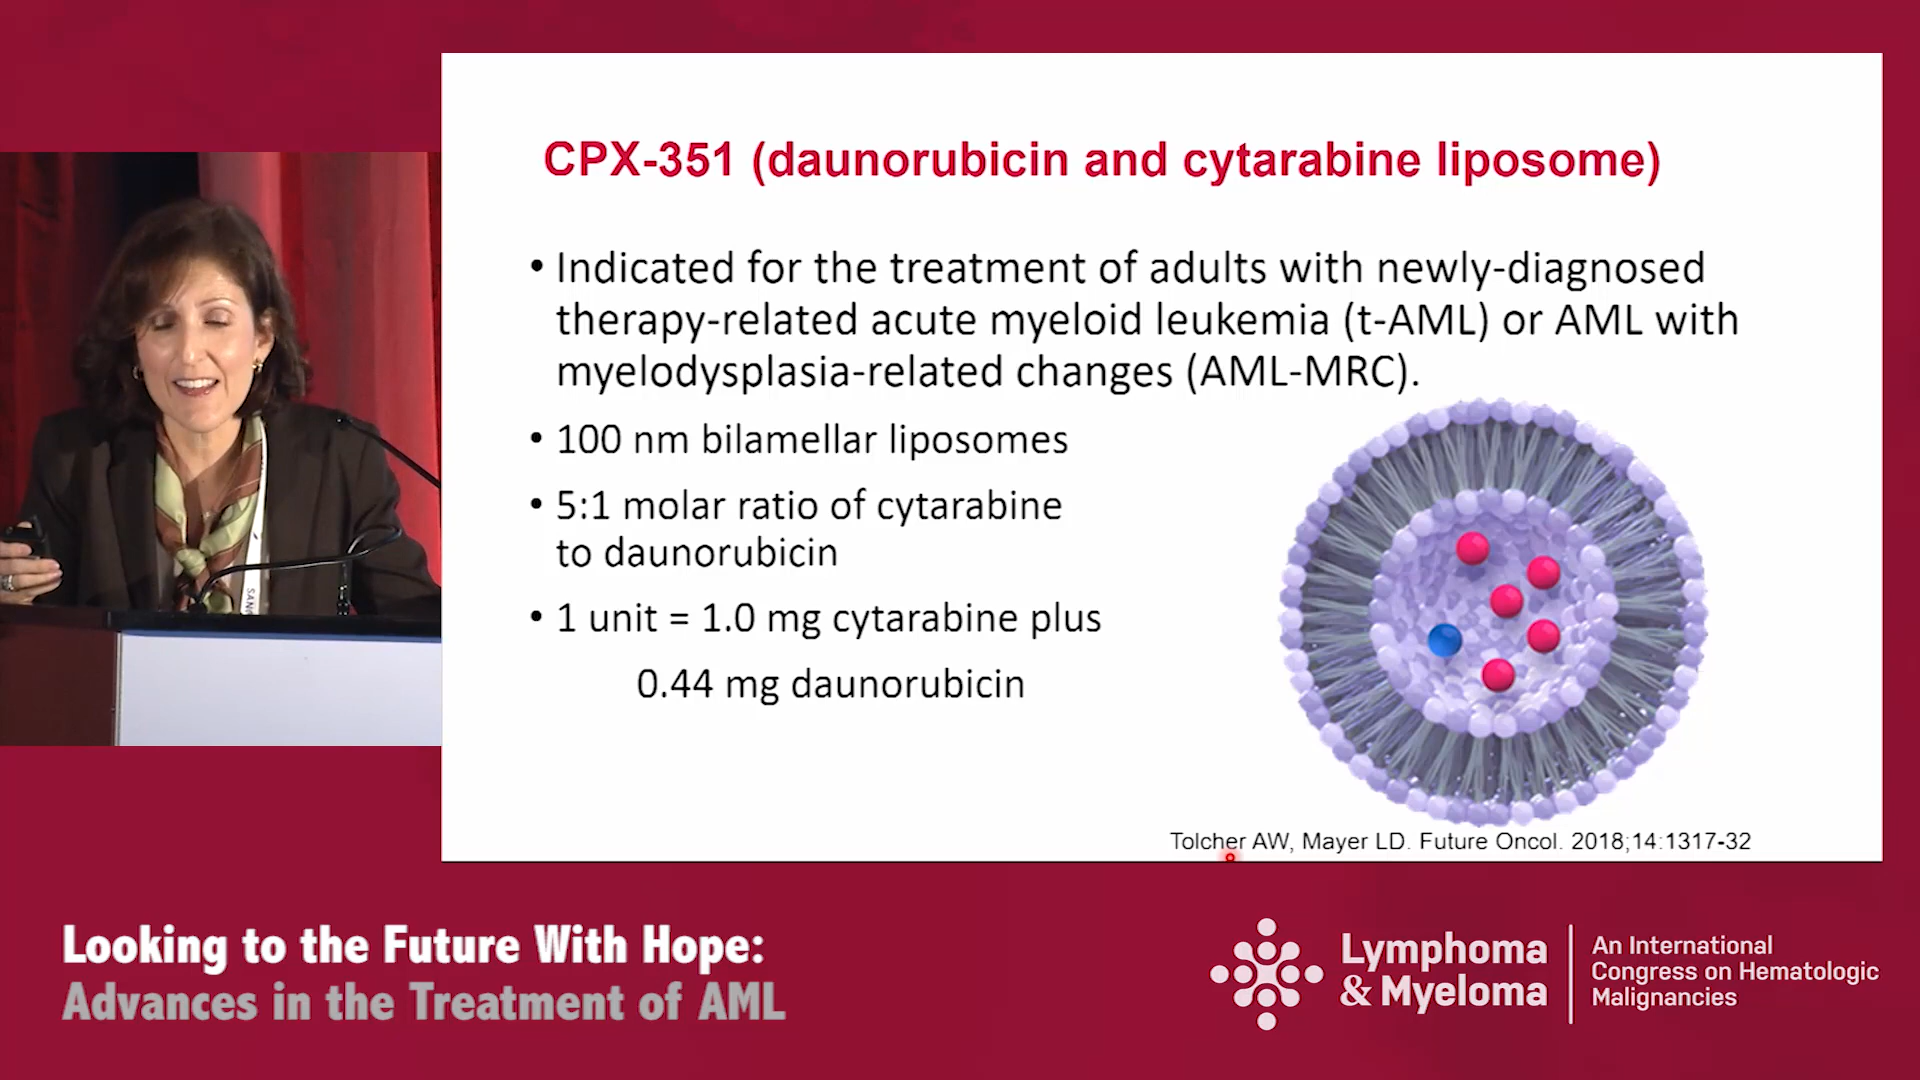 CPX-351 (daunorubicin and cytarabine liposome)
• Indicated for the treatment of adults with newly-diagnosed
therapy-related acute myeloid leukemia (t-AML) or AML with
myelodysplasia-related changes (AML-MRC).
• 100 nm bilamellar liposomes
• 5:1 molar ratio of cytarabine
to daunorubicin
• 1 unit = 1.0 mg cytarabine plus
0.44 mg daunorubicin
Tolcher AW, Mayer LD. Future Oncol. 2018;14:1317-32
Looking to the Future With Hope:
Advances in the Treatment of AML
Lymphoma
& Myeloma
An International
Congress on Hematologic
Malignancies